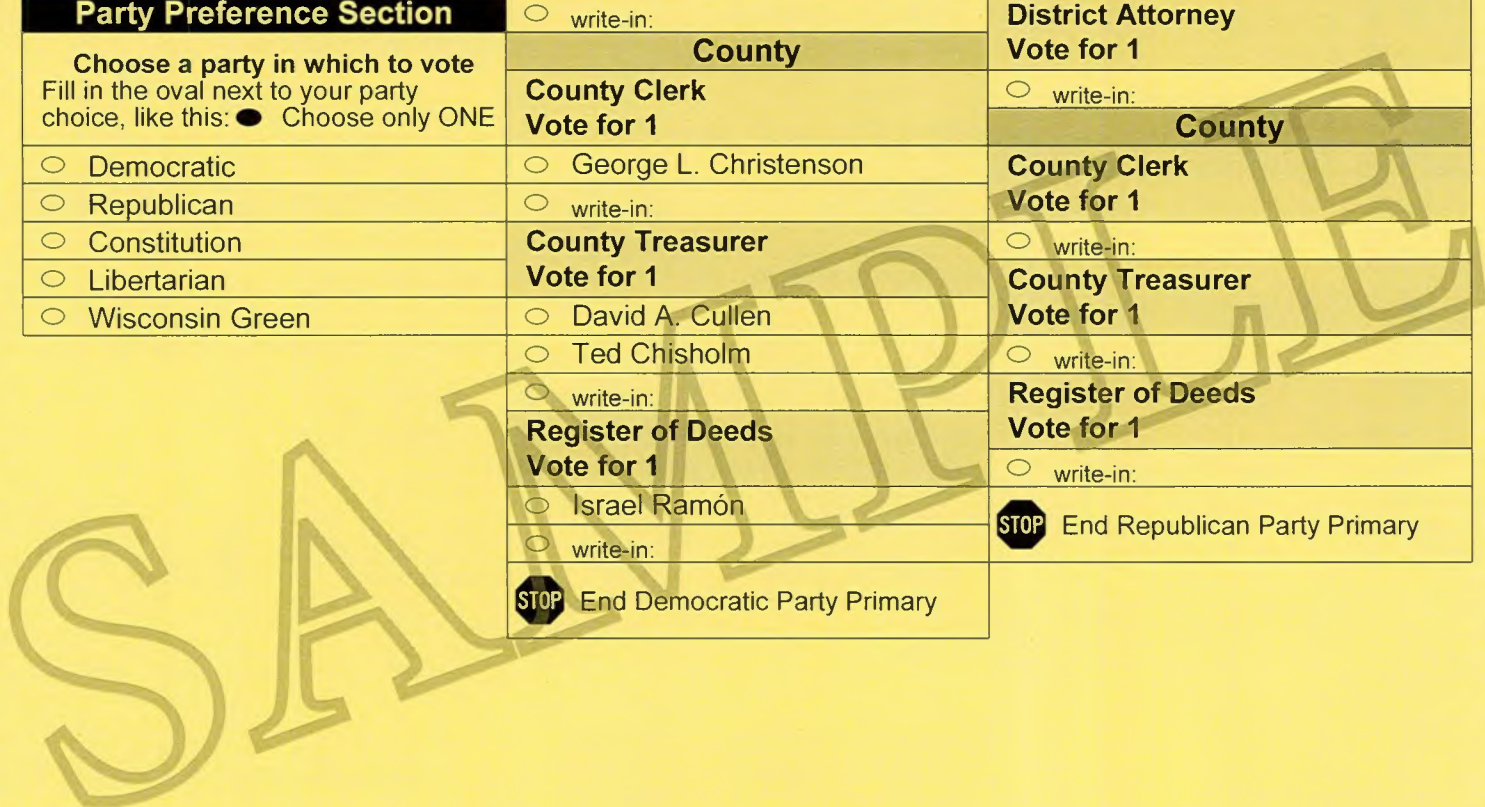 Party Preference Section
Choose a party in which to vote
Fill in the oval next to your party
choice, like this: Choose only ONE
Democratic
Republican
Constitution
Libertarian
Wisconsin Green
write-in:
County
County Clerk
Vote for 1
George L. Christenson
write-in:
County Treasurer
Vote for 1
David A. Cullen
Ted Chisholm
write-in:
Register of Deeds
Vote for 1
Israel Ramón
write-in:
STOP End Democratic Party Primary
District Attorney
Vote for 1
write-in:
County
County Clerk
Vote for 1
write-in:
County Treasurer
Vote for 1
write-in:
Register of Deeds
Vote for 1
write-in:
STOP End Republican Party Primary
SAMPLE